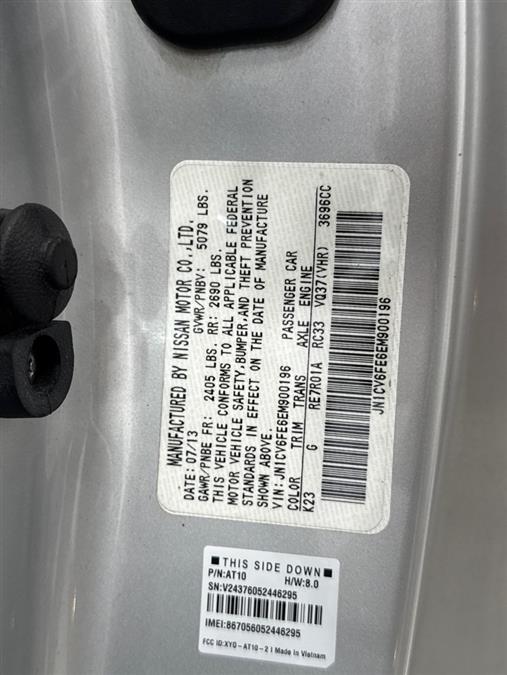 MANUFACTURED BY NISSAN MOTOR CO.,LTD.
DATE: 07/13 GVWR/PNBV: 5079 LBS.
GAWR/PNBE FR: 2405 LBS. RR: 2690 LBS.
THIS VEHICLE CONFORMS TO ALL APPLICABLE FEDERAL
MOTOR VEHICLE SAFETY,BUMPER,AND THEFT PREVENTION
STANDARDS IN EFFECT ON THE DATE OF MANUFACTURE
SHOWN ABOVE.
VIN:JN1CV6FE6EM900196 PASSENGER CAR
COLOR TRIM TRANS AXLE ENGINE
K23 G RE7R01A RC33 VQ37(VHR) 3696CC
JN1CV6FE6EM900196
THIS SIDE DOWN
P/N:AT10 H/W:8.0
SN:V24376052446295
IMEI:867056052446295
FCC ID:XYO-AT10-2 I Made in Vietnam